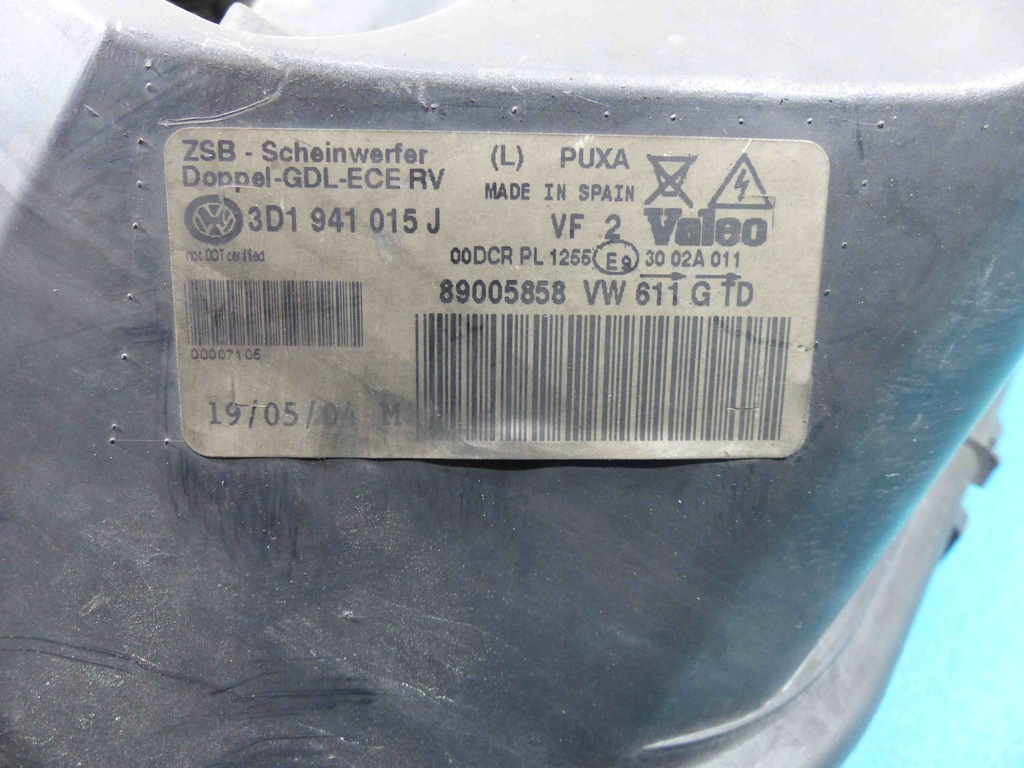 ZSB - Scheinwerfer (L) PUXA
Doppel-GDL-ECE RV MADE IN SPAIN
VW 3D1 941 015 J VF 2 Valeo
not DOT certified 00DCR PL 1255 E9 30 02A 011
89005858 VW 611 G TD
00007105
19/05/04 M